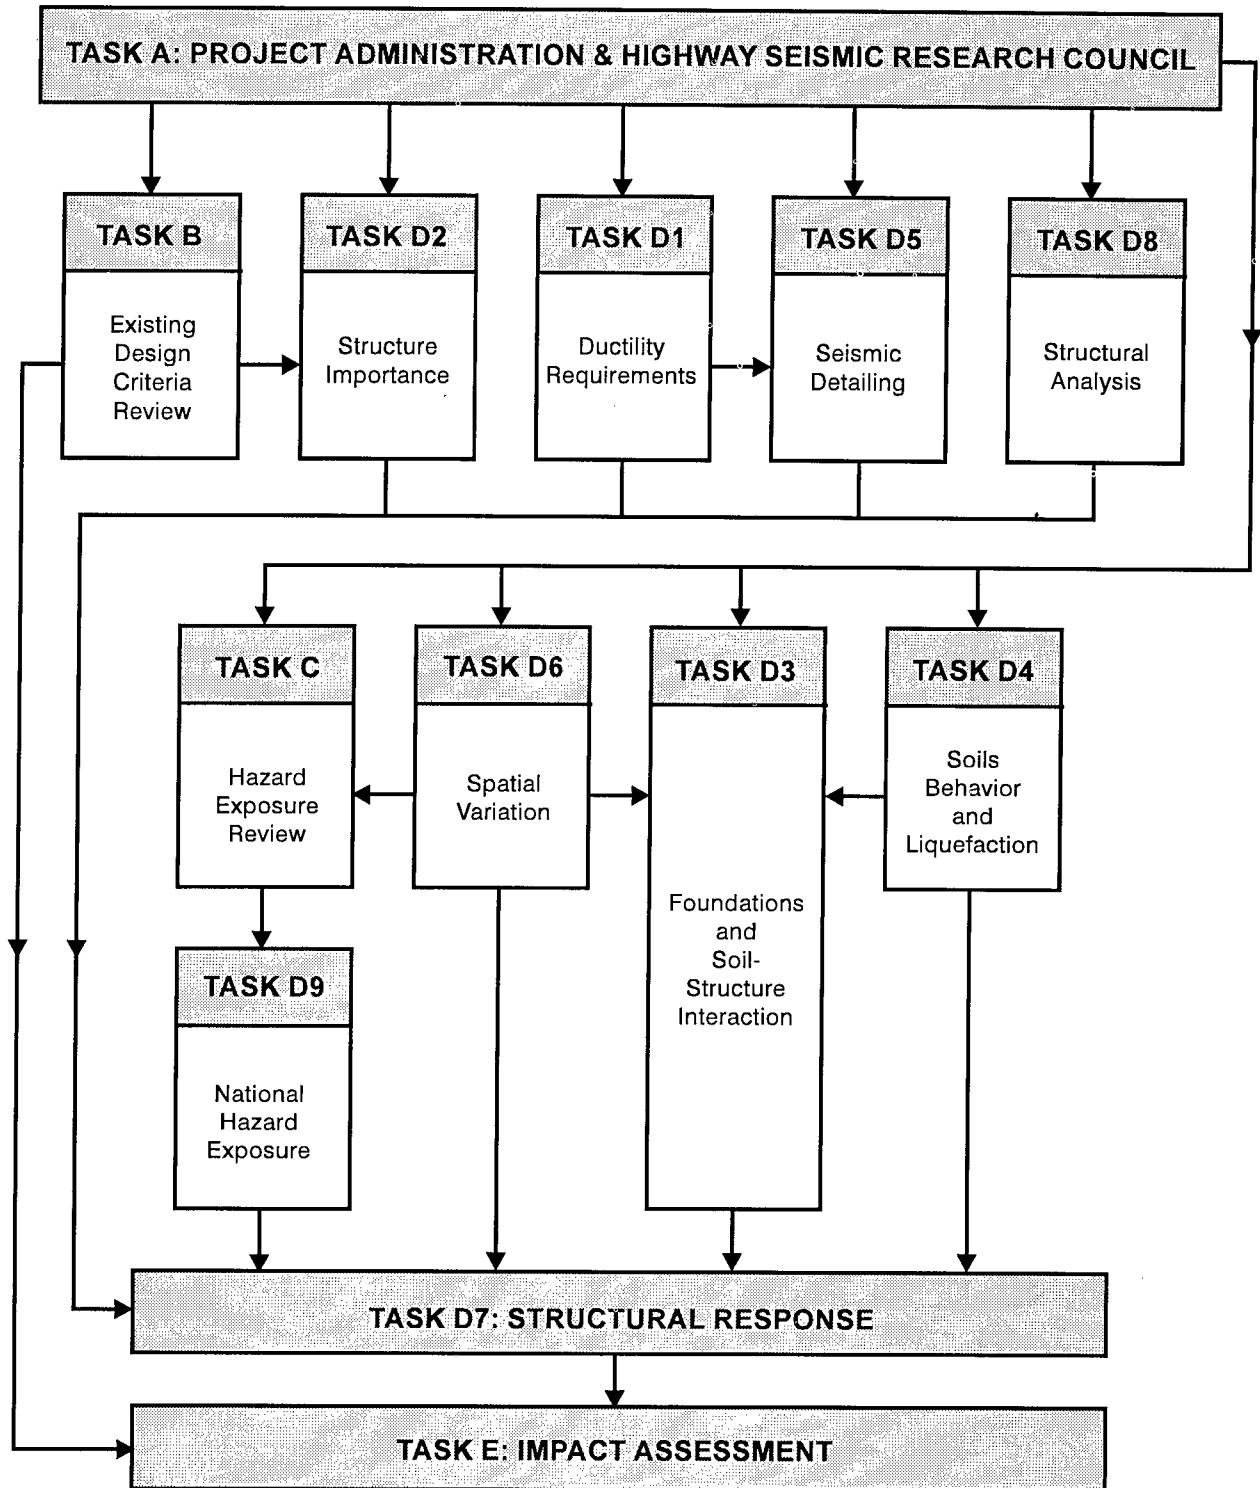 TASK A: PROJECT ADMINISTRATION & HIGHWAY SEISMIC RESEARCH COUNCIL
TASK B
Existing
Design
Criteria
Review
TASK D2
Structure
Importance
TASK D1
Ductility
Requirements
TASK D5
Seismic
Detailing
TASK D8
Structural
Analysis
TASK C
Hazard
Exposure
Review
TASK D6
Spatial
Variation
TASK D3
Foundations
and
Soil-
Structure
Interaction
TASK D4
Soils
Behavior
and
Liquefaction
TASK D9
National
Hazard
Exposure
TASK D7: STRUCTURAL RESPONSE
TASK E: IMPACT ASSESSMENT